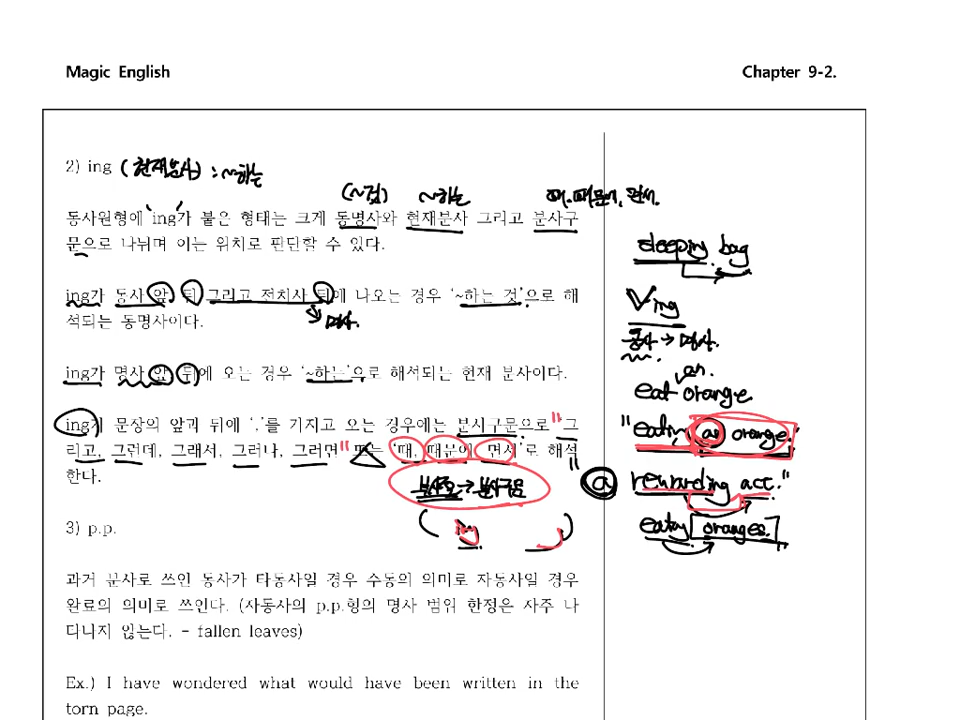 Magic English
Chapter 9-2.
2) ing (현재분사) : ~하는
(~것) ~하는 때, 때문에, 면서.
동사원형에 'ing'가 붙은 형태는 크게 동명사와 현재분사 그리고 분사구
문으로 나뉘며 이는 위치로 판단할 수 있다.
ing가 동사 앞, 뒤 그리고 전치사 뒤에 나오는 경우 '~하는 것'으로 해
석되는 동명사이다.
명사.
ing가 명사 앞 뒤에 오는 경우 '~하는'으로 해석되는 현재 분사이다.
ing가 문장의 앞과 뒤에 ','를 가지고 오는 경우에는 분사구문으로 "그
리고, 그런데, 그래서, 그러나, 그러면" 또는 '때, 때문에, 면서'로 해석
한다.
→ 분사구문
( ing )
3) p.p.
과거 분사로 쓰인 동사가 타동사일 경우 수동의 의미로 자동사일 경우
완료의 의미로 쓰인다. (자동사의 p.p.형의 명사 범위 한정은 자주 나
타나지 않는다. - fallen leaves)
Ex.) I have wondered what would have been written in the
torn page.
sleeping bag
Ving
동사 → 명사.
an
eat orange
"eating an orange."
"a rewarding act."
eating oranges."